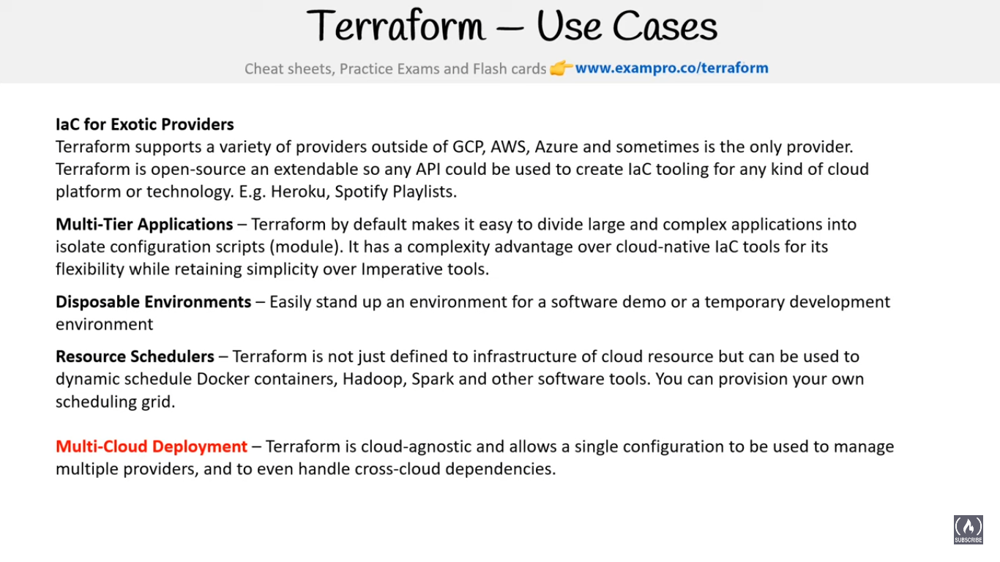 Terraform – Use Cases
Cheat sheets, Practice Exams and Flash cards 👉 www.exampro.co/terraform
IaC for Exotic Providers
Terraform supports a variety of providers outside of GCP, AWS, Azure and sometimes is the only provider.
Terraform is open-source an extendable so any API could be used to create IaC tooling for any kind of cloud
platform or technology. E.g. Heroku, Spotify Playlists.
Multi-Tier Applications – Terraform by default makes it easy to divide large and complex applications into
isolate configuration scripts (module). It has a complexity advantage over cloud-native IaC tools for its
flexibility while retaining simplicity over Imperative tools.
Disposable Environments – Easily stand up an environment for a software demo or a temporary development
environment
Resource Schedulers – Terraform is not just defined to infrastructure of cloud resource but can be used to
dynamic schedule Docker containers, Hadoop, Spark and other software tools. You can provision your own
scheduling grid.
Multi-Cloud Deployment – Terraform is cloud-agnostic and allows a single configuration to be used to manage
multiple providers, and to even handle cross-cloud dependencies.
SUBSCRIBE